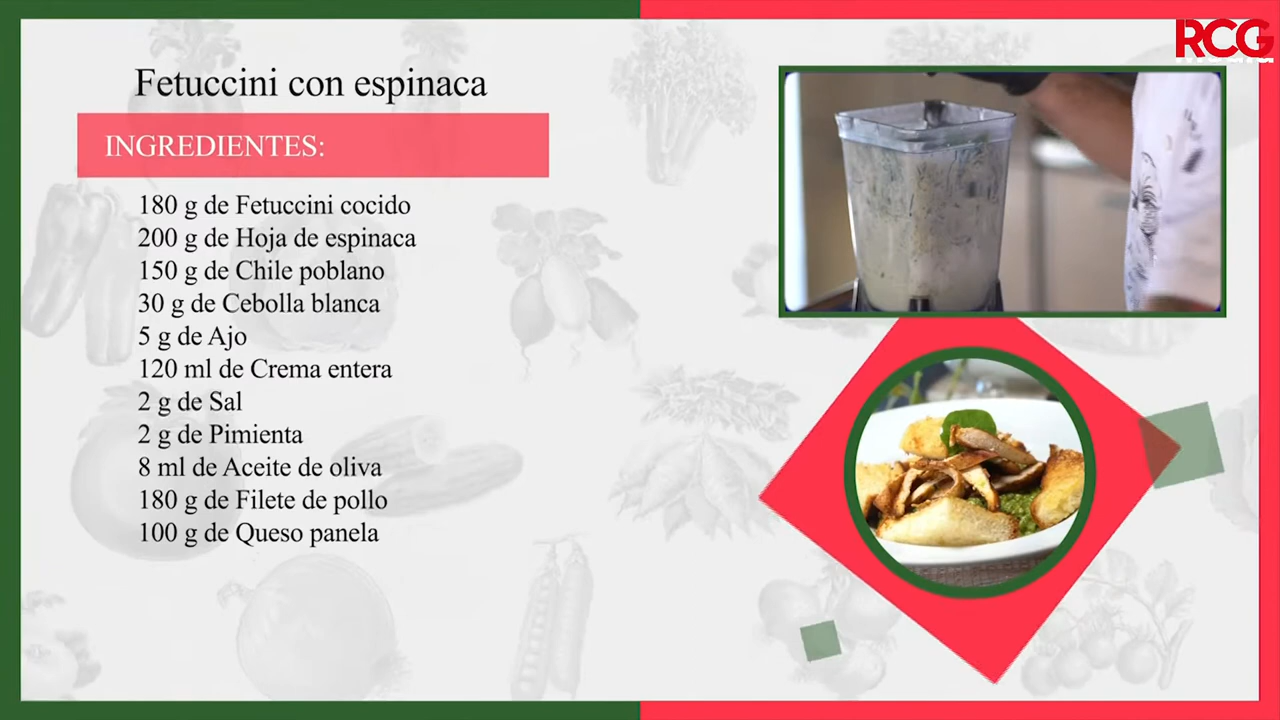 Fetuccini con espinaca
INGREDIENTES:
180 g de Fetuccini cocido
200 g de Hoja de espinaca
150 g de Chile poblano
30 g de Cebolla blanca
5 g de Ajo
120 ml de Crema entera
2 g de Sal
2 g de Pimienta
8 ml de Aceite de oliva
180 g de Filete de pollo
100 g de Queso panela
RCG